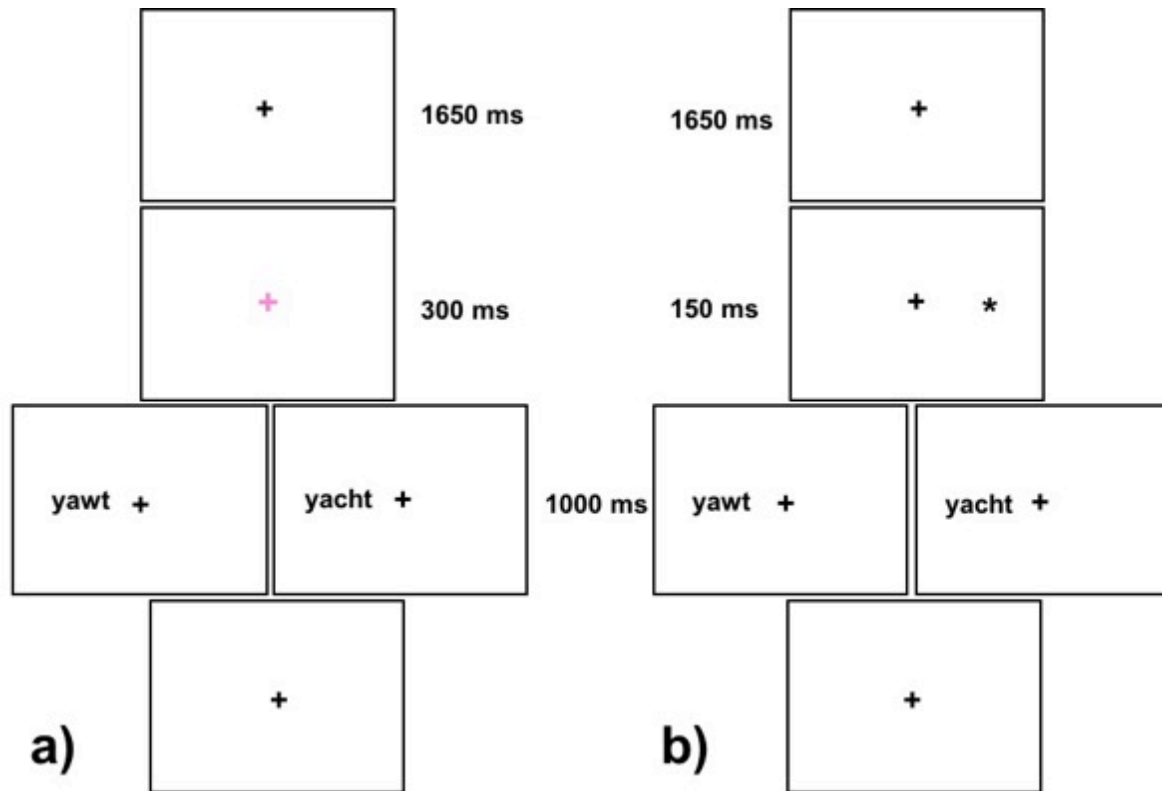 +
1650 ms
1650 ms
+
+
300 ms
150 ms
+ *
yawt +
yacht +
1000 ms
yawt +
yacht +
+
+
a)
b)